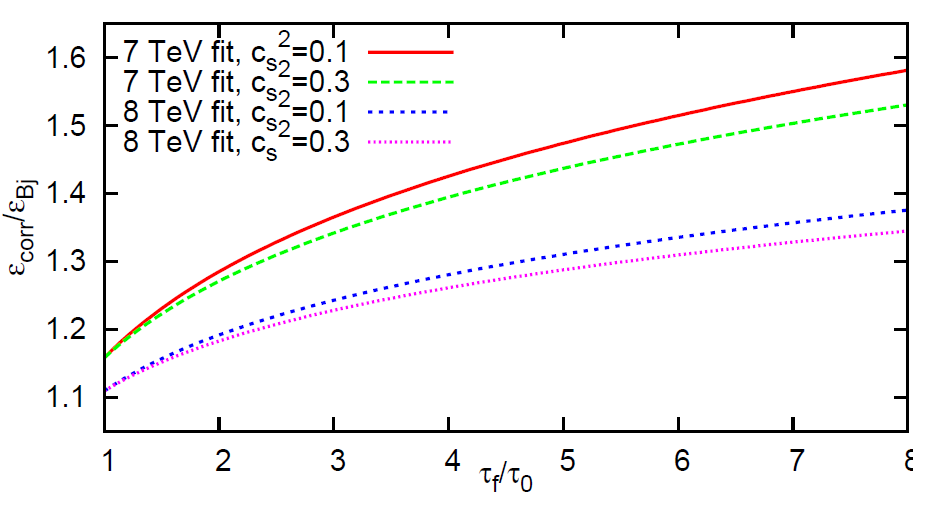 7 TeV fit, cs²=0.1
7 TeV fit, cs²=0.3
8 TeV fit, cs²=0.1
8 TeV fit, cs²=0.3
εcorr/εBj
1.6
1.5
1.4
1.3
1.2
1.1
1 2 3 4 5 6 7 8
τf/τ0